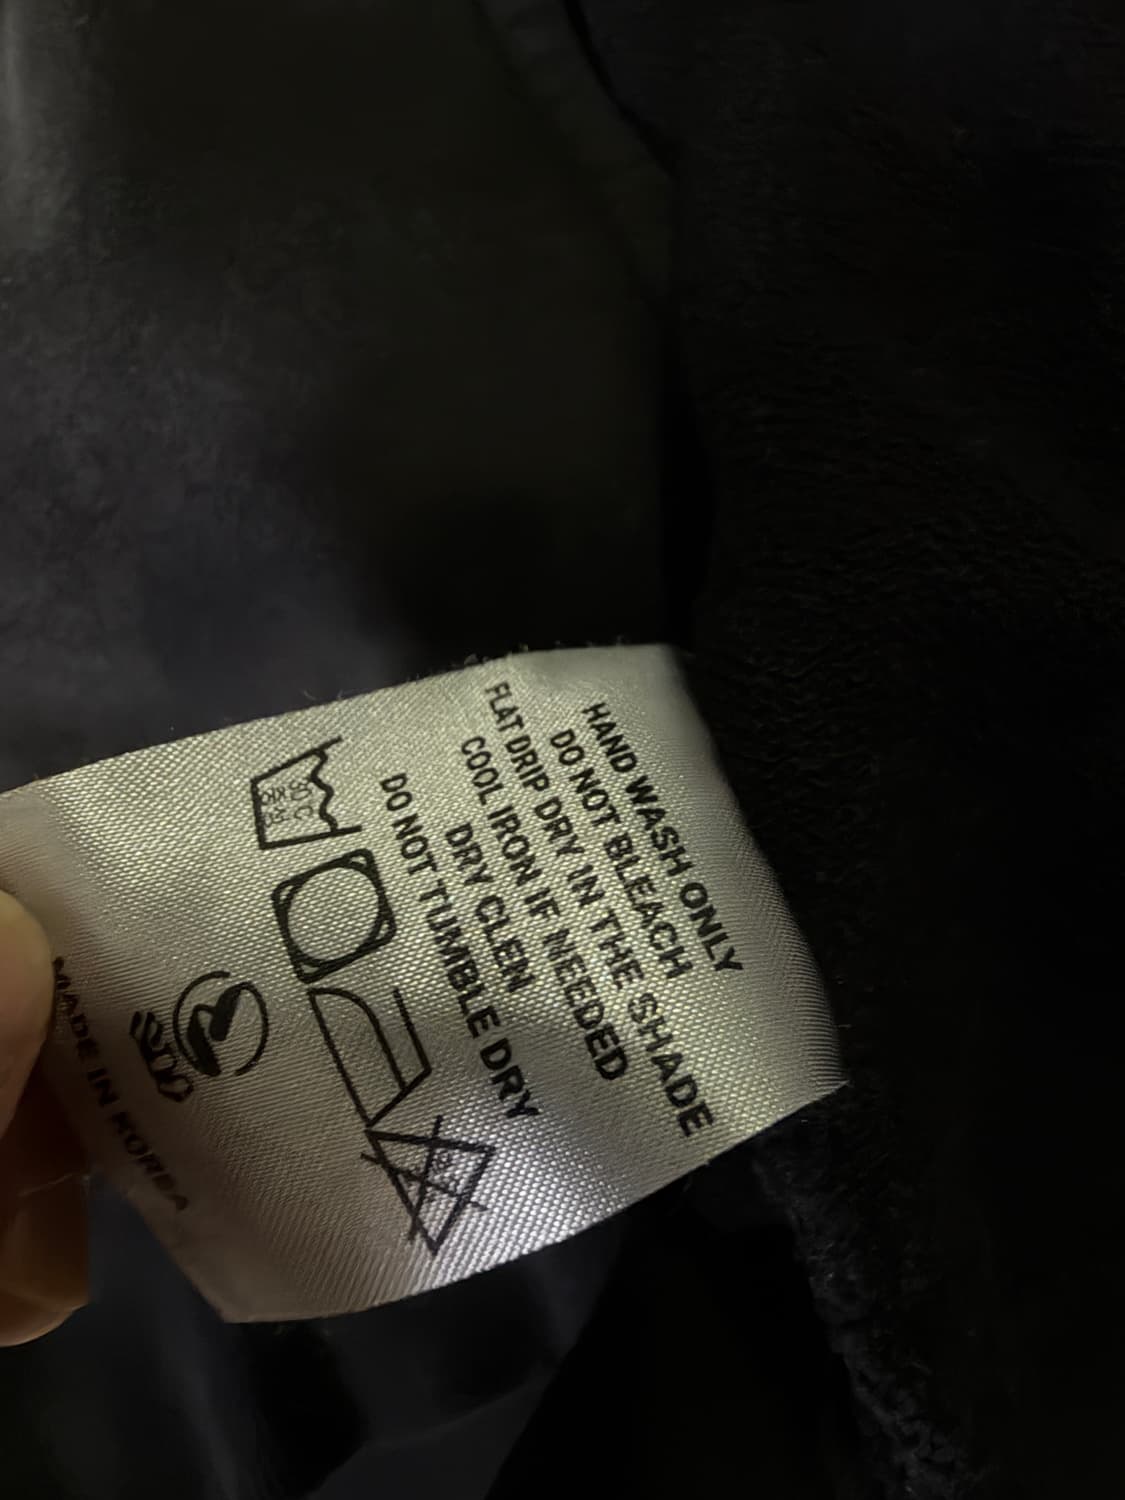 HAND WASH ONLY
DO NOT BLEACH
FLAT DRIP DRY IN THE SHADE
COOL IRON IF NEEDED
DRY CLEN
DO NOT TUMBLE DRY
MADE IN KOREA